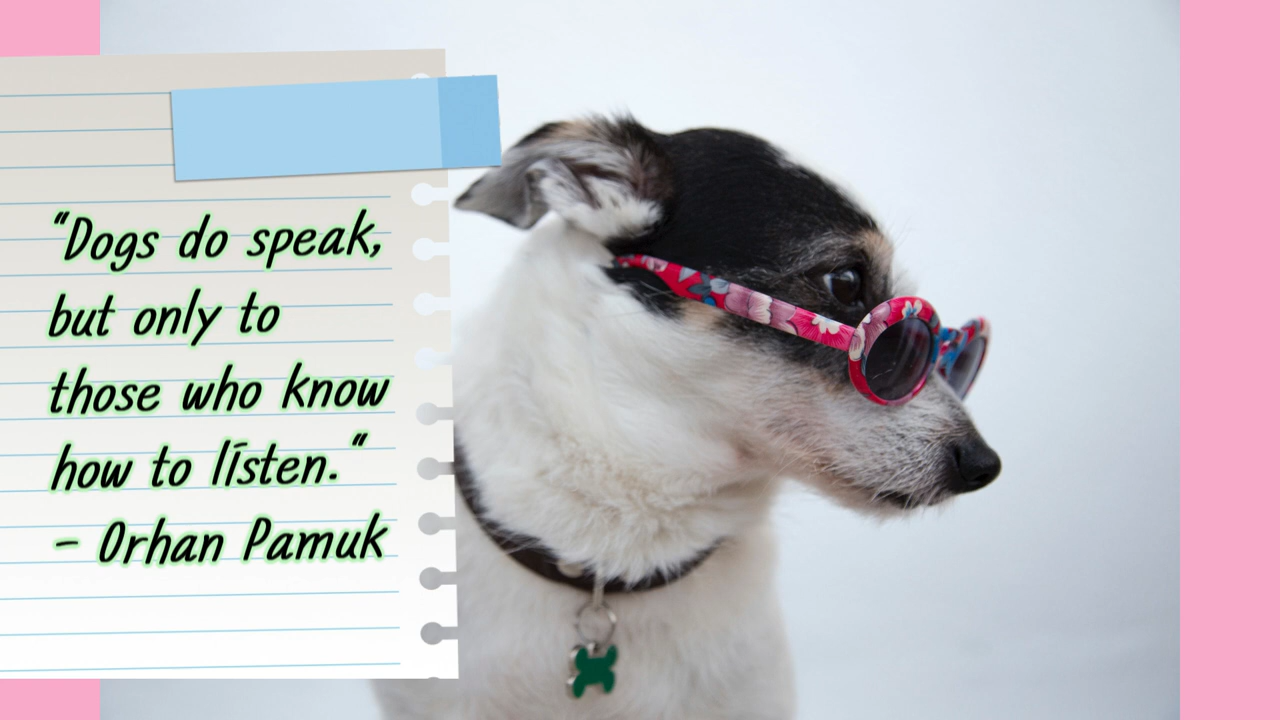 "Dogs do speak,
but only to
those who know
how to listen."
- Orhan Pamuk